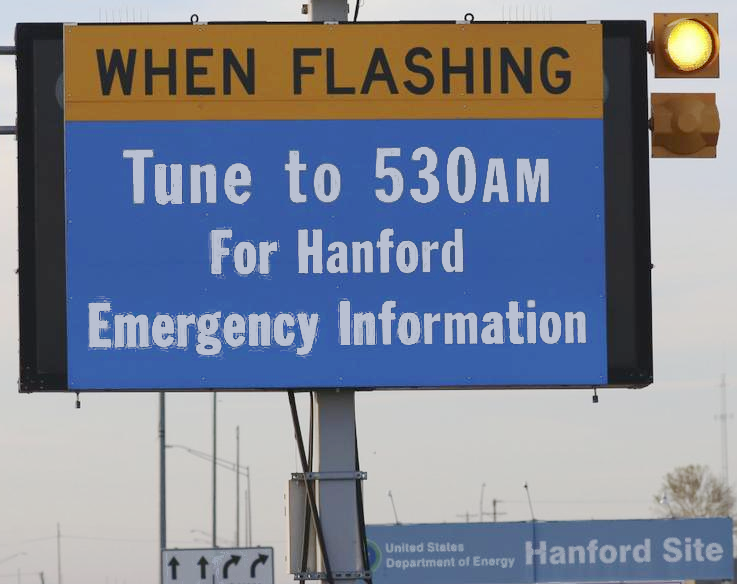 WHEN FLASHING
Tune to 530AM
For Hanford
Emergency Information
United States
Department of Energy
Hanford Site